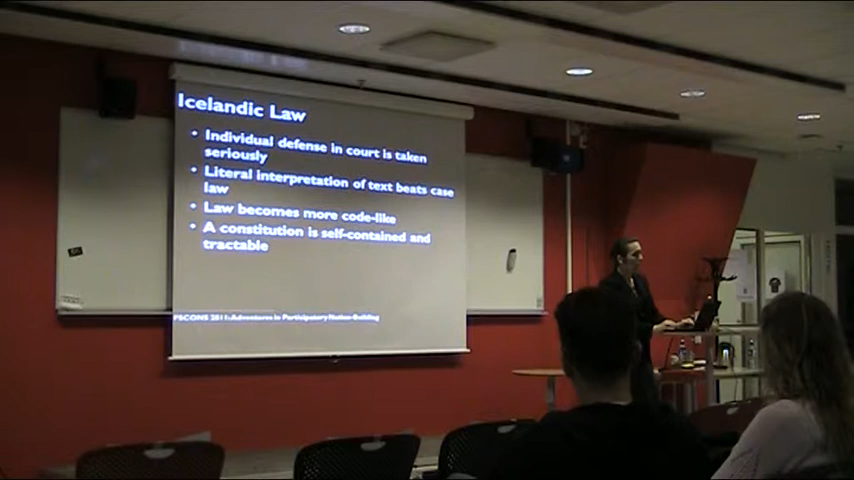 Icelandic Law
• Individual defense in court is taken
seriously
• Literal interpretation of text beats case
law
• Law becomes more code-like
• A constitution is self-contained and
tractable
FSCONS 2011: Adventures in Participatory Nation-Building